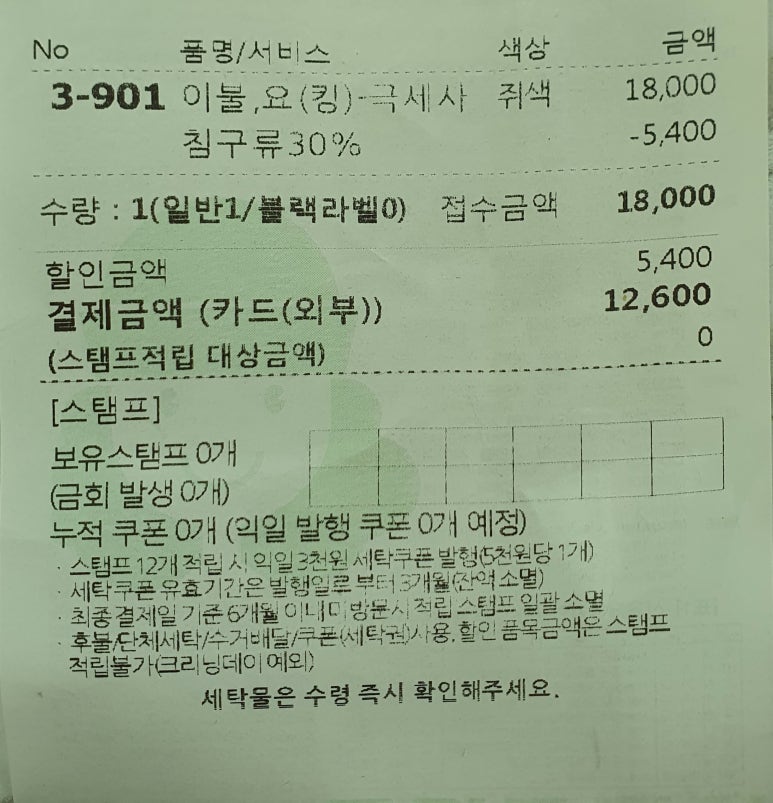 No 품명/서비스 색상 금액
3-901 이불,요(킹)-극세사 쥐색 18,000
침구류30% -5,400
수량 : 1(일반1/블랙라벨0) 접수금액 18,000
할인금액 5,400
결제금액 (카드(외부)) 12,600
(스탬프적립 대상금액) 0
[스탬프]
보유스탬프 0개
(금회 발생 0개)
누적 쿠폰 0개 (익일 발행 쿠폰 0개 예정)
· 스탬프 12개 적립 시 익일 3천원 세탁쿠폰 발행(5천원당 1개)
· 세탁쿠폰 유효기간은 발행일로 부터 3개월(잔액 소멸)
· 최종 결제일 기준 6개월 이내 미방문시 적립 스탬프 일괄 소멸
· 후불/단체세탁/수거배달/쿠폰(세탁권)사용, 할인 품목금액은 스탬프
적립불가(크리닝데이 예외)
세탁물은 수령 즉시 확인해주세요.